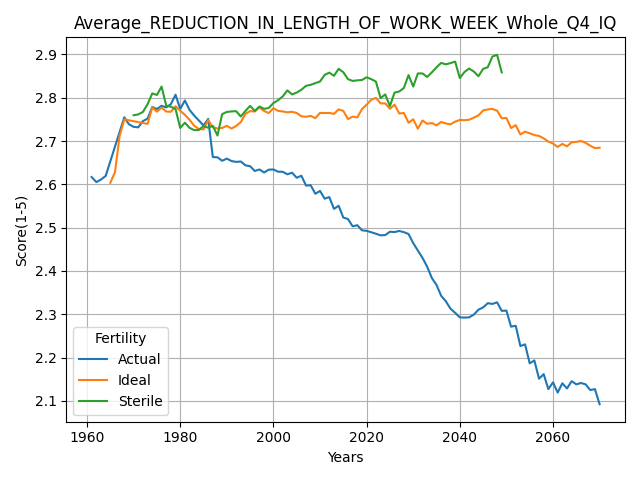 Average_REDUCTION_IN_LENGTH_OF_WORK_WEEK_Whole_Q4_IQ
Score(1-5)
2.9
2.8
2.7
2.6
2.5
2.4
2.3
2.2
2.1
Fertility
Actual
Ideal
Sterile
1960 1980 2000 2020 2040 2060
Years